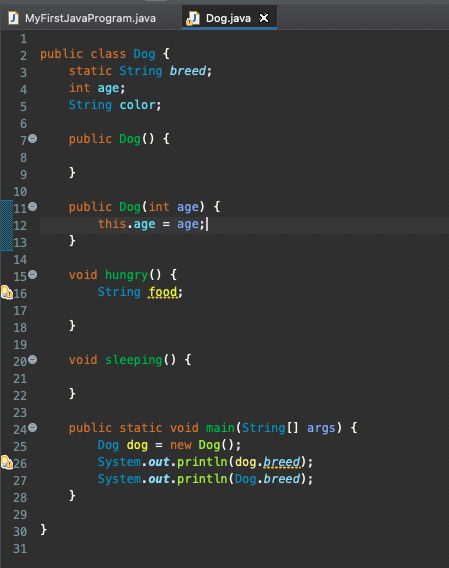 MyFirstJavaProgram.java Dog.java
1
2 public class Dog {
3 static String breed;
4 int age;
5 String color;
6
7 public Dog() {
8
9 }
10
11 public Dog(int age) {
12 this.age = age;
13 }
14
15 void hungry() {
16 String food;
17
18 }
19
20 void sleeping() {
21
22 }
23
24 public static void main(String[] args) {
25 Dog dog = new Dog();
26 System.out.println(dog.breed);
27 System.out.println(Dog.breed);
28 }
29
30 }
31